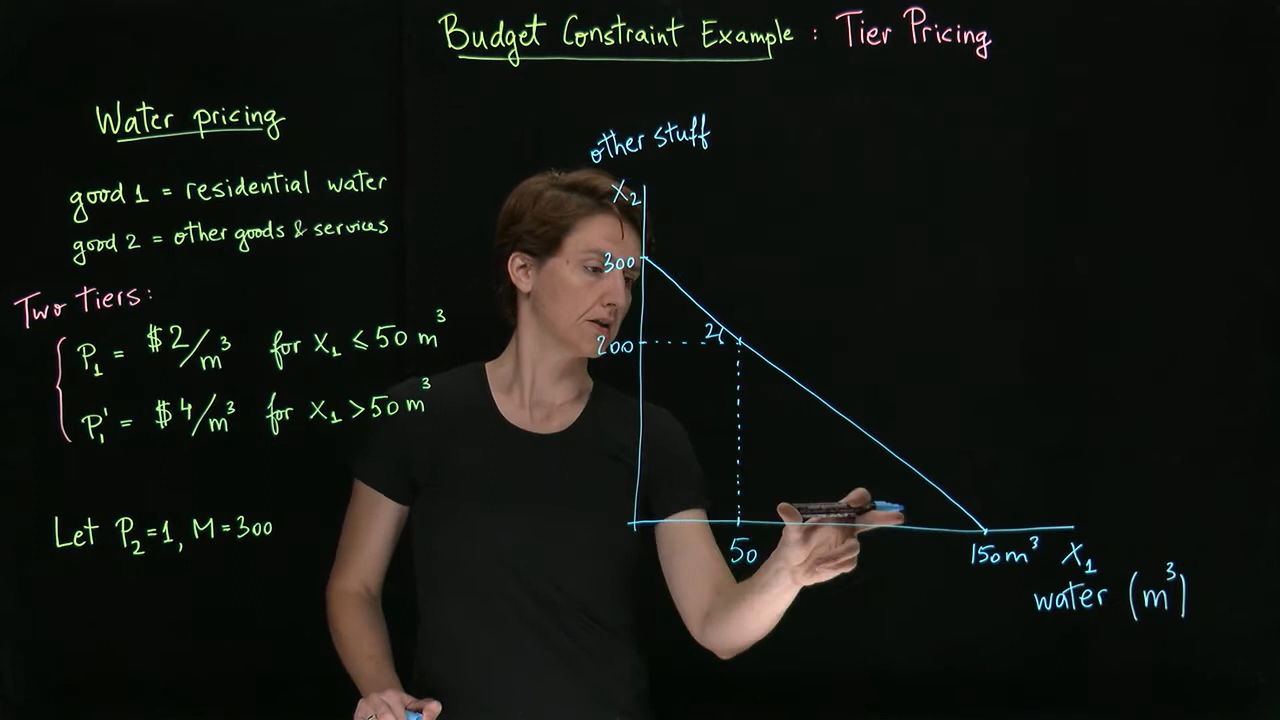 Budget Constraint Example : Tier Pricing
Water pricing
good 1 = residential water
good 2 = other goods & services
Two tiers:
P₁ = $2/m³ for X₁ ≤ 50 m³
P₁' = $4/m³ for X₁ > 50 m³
Let P₂=1, M=300
other stuff
X₂
300
200
2
50
150m³ X₁
water (m³)